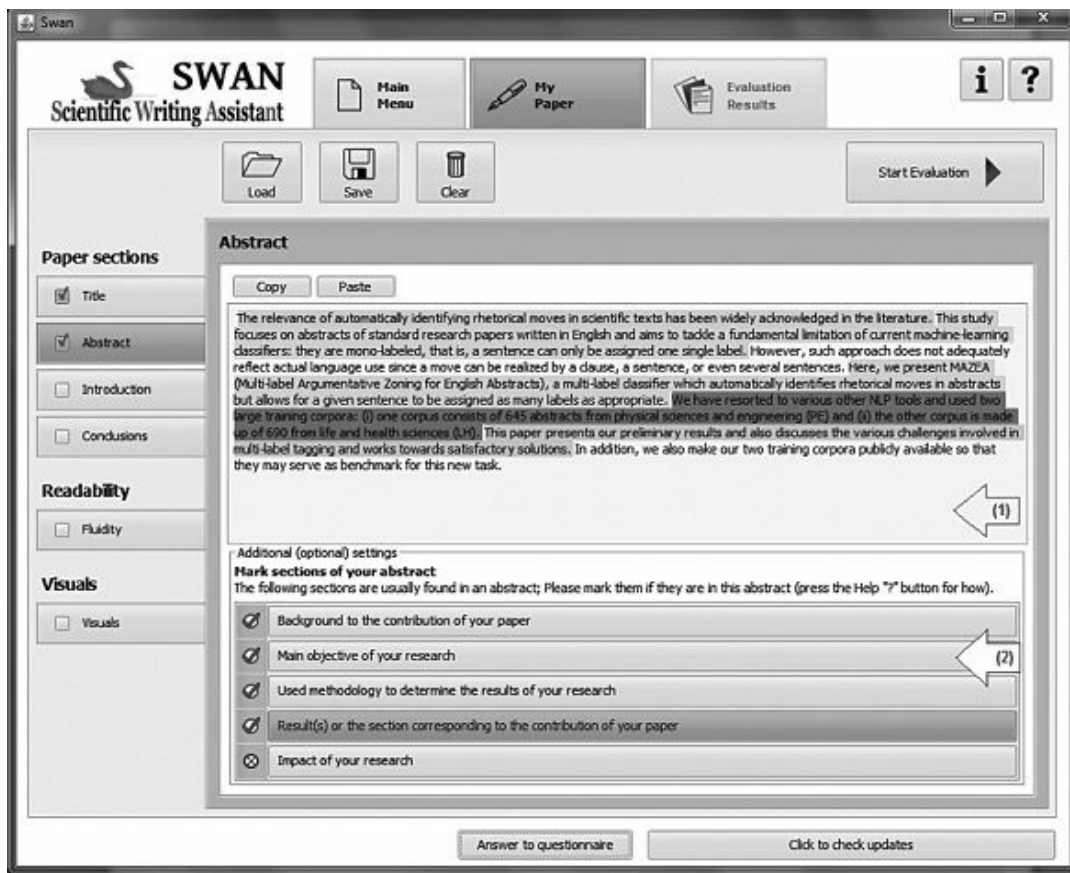 Swan
SWAN
Scientific Writing Assistant
Main
Menu
My
Paper
Evaluation
Results
i
?
Load
Save
Clear
Start Evaluation
Paper sections
Title
Abstract
Introduction
Conclusions
Readability
Fluidity
Visuals
Visuals
Abstract
Copy
Paste
The relevance of automatically identifying rhetorical moves in scientific texts has been widely acknowledged in the literature. This study
focuses on abstracts of standard research papers written in English and aims to tackle a fundamental limitation of current machine-learning
classifiers: they are mono-labeled, that is, a sentence can only be assigned one single label. However, such approach does not adequately
reflect actual language use since a move can be realized by a clause, a sentence, or even several sentences. Here, we present MAZEA
(Multi-label Argumentative Zoning for English Abstracts), a multi-label classifier which automatically identifies rhetorical moves in abstracts
but allows for a given sentence to be assigned as many labels as appropriate. We have resorted to various other NLP tools and used two
large training corpora: (i) one corpus consists of 645 abstracts from physical sciences and engineering (PE) and (ii) the other corpus is made
up of 690 from life and health sciences (LH). This paper presents our preliminary results and also discusses the various challenges involved in
multi-label tagging and works towards satisfactory solutions. In addition, we also make our two training corpora publicly available so that
they may serve as benchmark for this new task.
(1)
Additional (optional) settings
Mark sections of your abstract
The following sections are usually found in an abstract; Please mark them if they are in this abstract (press the Help "?" button for how).
Background to the contribution of your paper
Main objective of your research
(2)
Used methodology to determine the results of your research
Result(s) or the section corresponding to the contribution of your paper
Impact of your research
Answer to questionnaire
Click to check updates